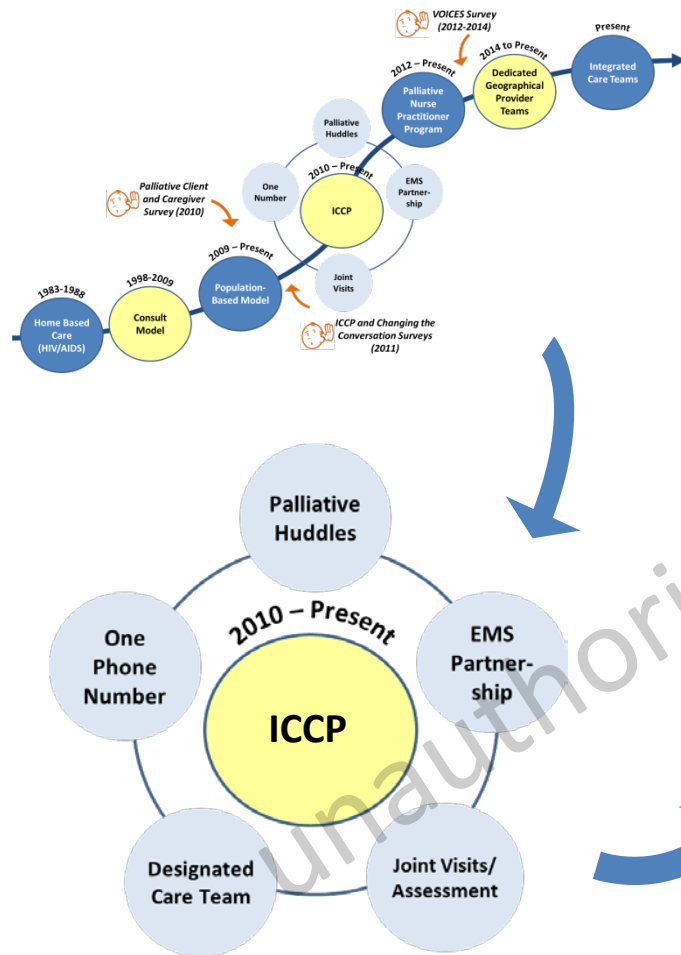 VOICES Survey
(2012-2014)
Present
2014 to Present
Integrated
Care Teams
Dedicated
Geographical
Provider
Teams
2012 – Present
Palliative
Nurse
Practitioner
Program
Palliative
Huddles
2010 – Present
One
Number
EMS
Partner-
ship
ICCP
Joint
Visits
Palliative Client
and Caregiver
Survey (2010)
2009 – Present
Population-
Based Model
ICCP and Changing the
Conversation Surveys
(2011)
1998-2009
Consult
Model
1983-1988
Home Based
Care
(HIV/AIDS)
Palliative
Huddles
2010 – Present
One
Phone
Number
EMS
Partner-
ship
ICCP
Designated
Care Team
Joint Visits/
Assessment
unauthori